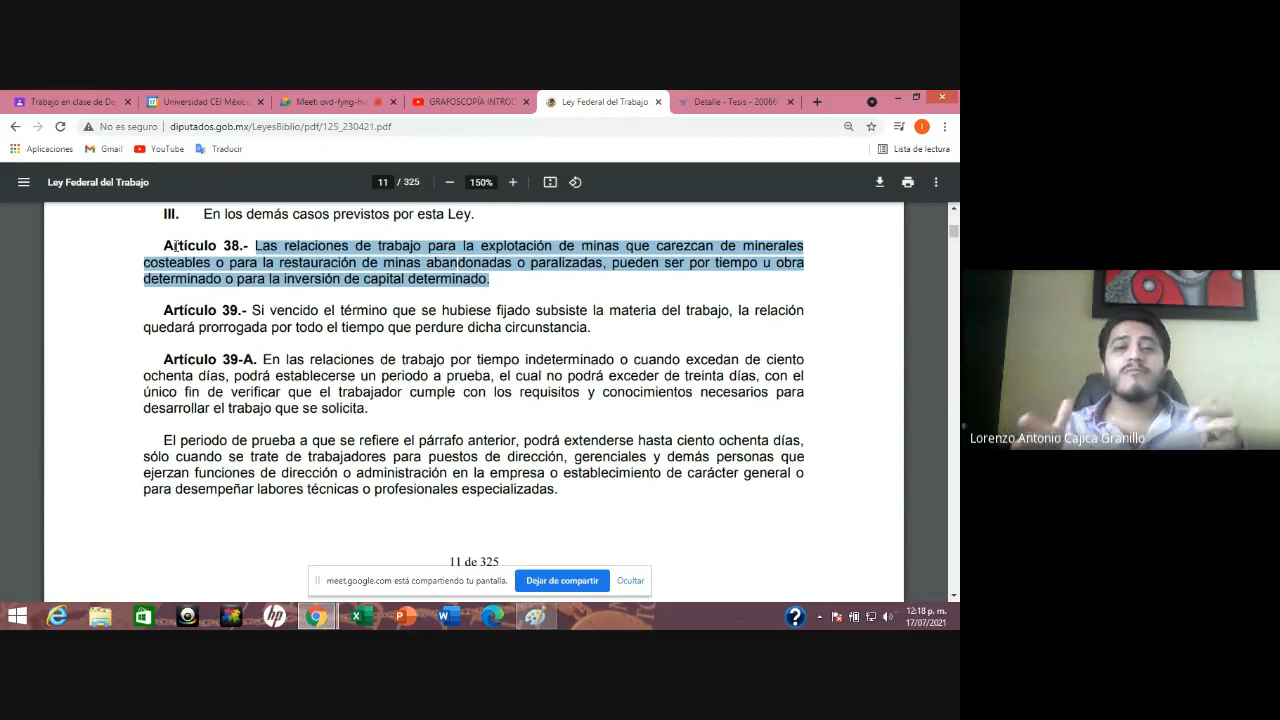 Trabajo en clase de De
Universidad CEI México
Meet: ovd-fyng-hv
GRAFOSCOPÍA INTROD
Ley Federal del Trabajo
Detalle - Tesis - 20066
No es seguro
deputados.gob.mx/LeyesBiblio/pdf/125_230421.pdf
Aplicaciones
Gmail
YouTube
Traducir
Lista de lectura
Ley Federal del Trabajo
11 / 325
150%
III. En los demás casos previstos por esta Ley.
Artículo 38.- Las relaciones de trabajo para la explotación de minas que carezcan de minerales
costeables o para la restauración de minas abandonadas o paralizadas, pueden ser por tiempo u obra
determinado o para la inversión de capital determinado.
Artículo 39.- Si vencido el término que se hubiese fijado subsiste la materia del trabajo, la relación
quedará prorrogada por todo el tiempo que perdure dicha circunstancia.
Artículo 39-A. En las relaciones de trabajo por tiempo indeterminado o cuando excedan de ciento
ochenta días, podrá establecerse un periodo a prueba, el cual no podrá exceder de treinta días, con el
único fin de verificar que el trabajador cumple con los requisitos y conocimientos necesarios para
desarrollar el trabajo que se solicita.
El periodo de prueba a que se refiere el párrafo anterior, podrá extenderse hasta ciento ochenta días,
sólo cuando se trate de trabajadores para puestos de dirección, gerenciales y demás personas que
ejerzan funciones de dirección o administración en la empresa o establecimiento de carácter general o
para desempeñar labores técnicas o profesionales especializadas.
11 de 325
meet.google.com está compartiendo tu pantalla.
Dejar de compartir
Ocultar
12:18 p. m.
17/07/2021
Lorenzo Antonio Cajica Granillo